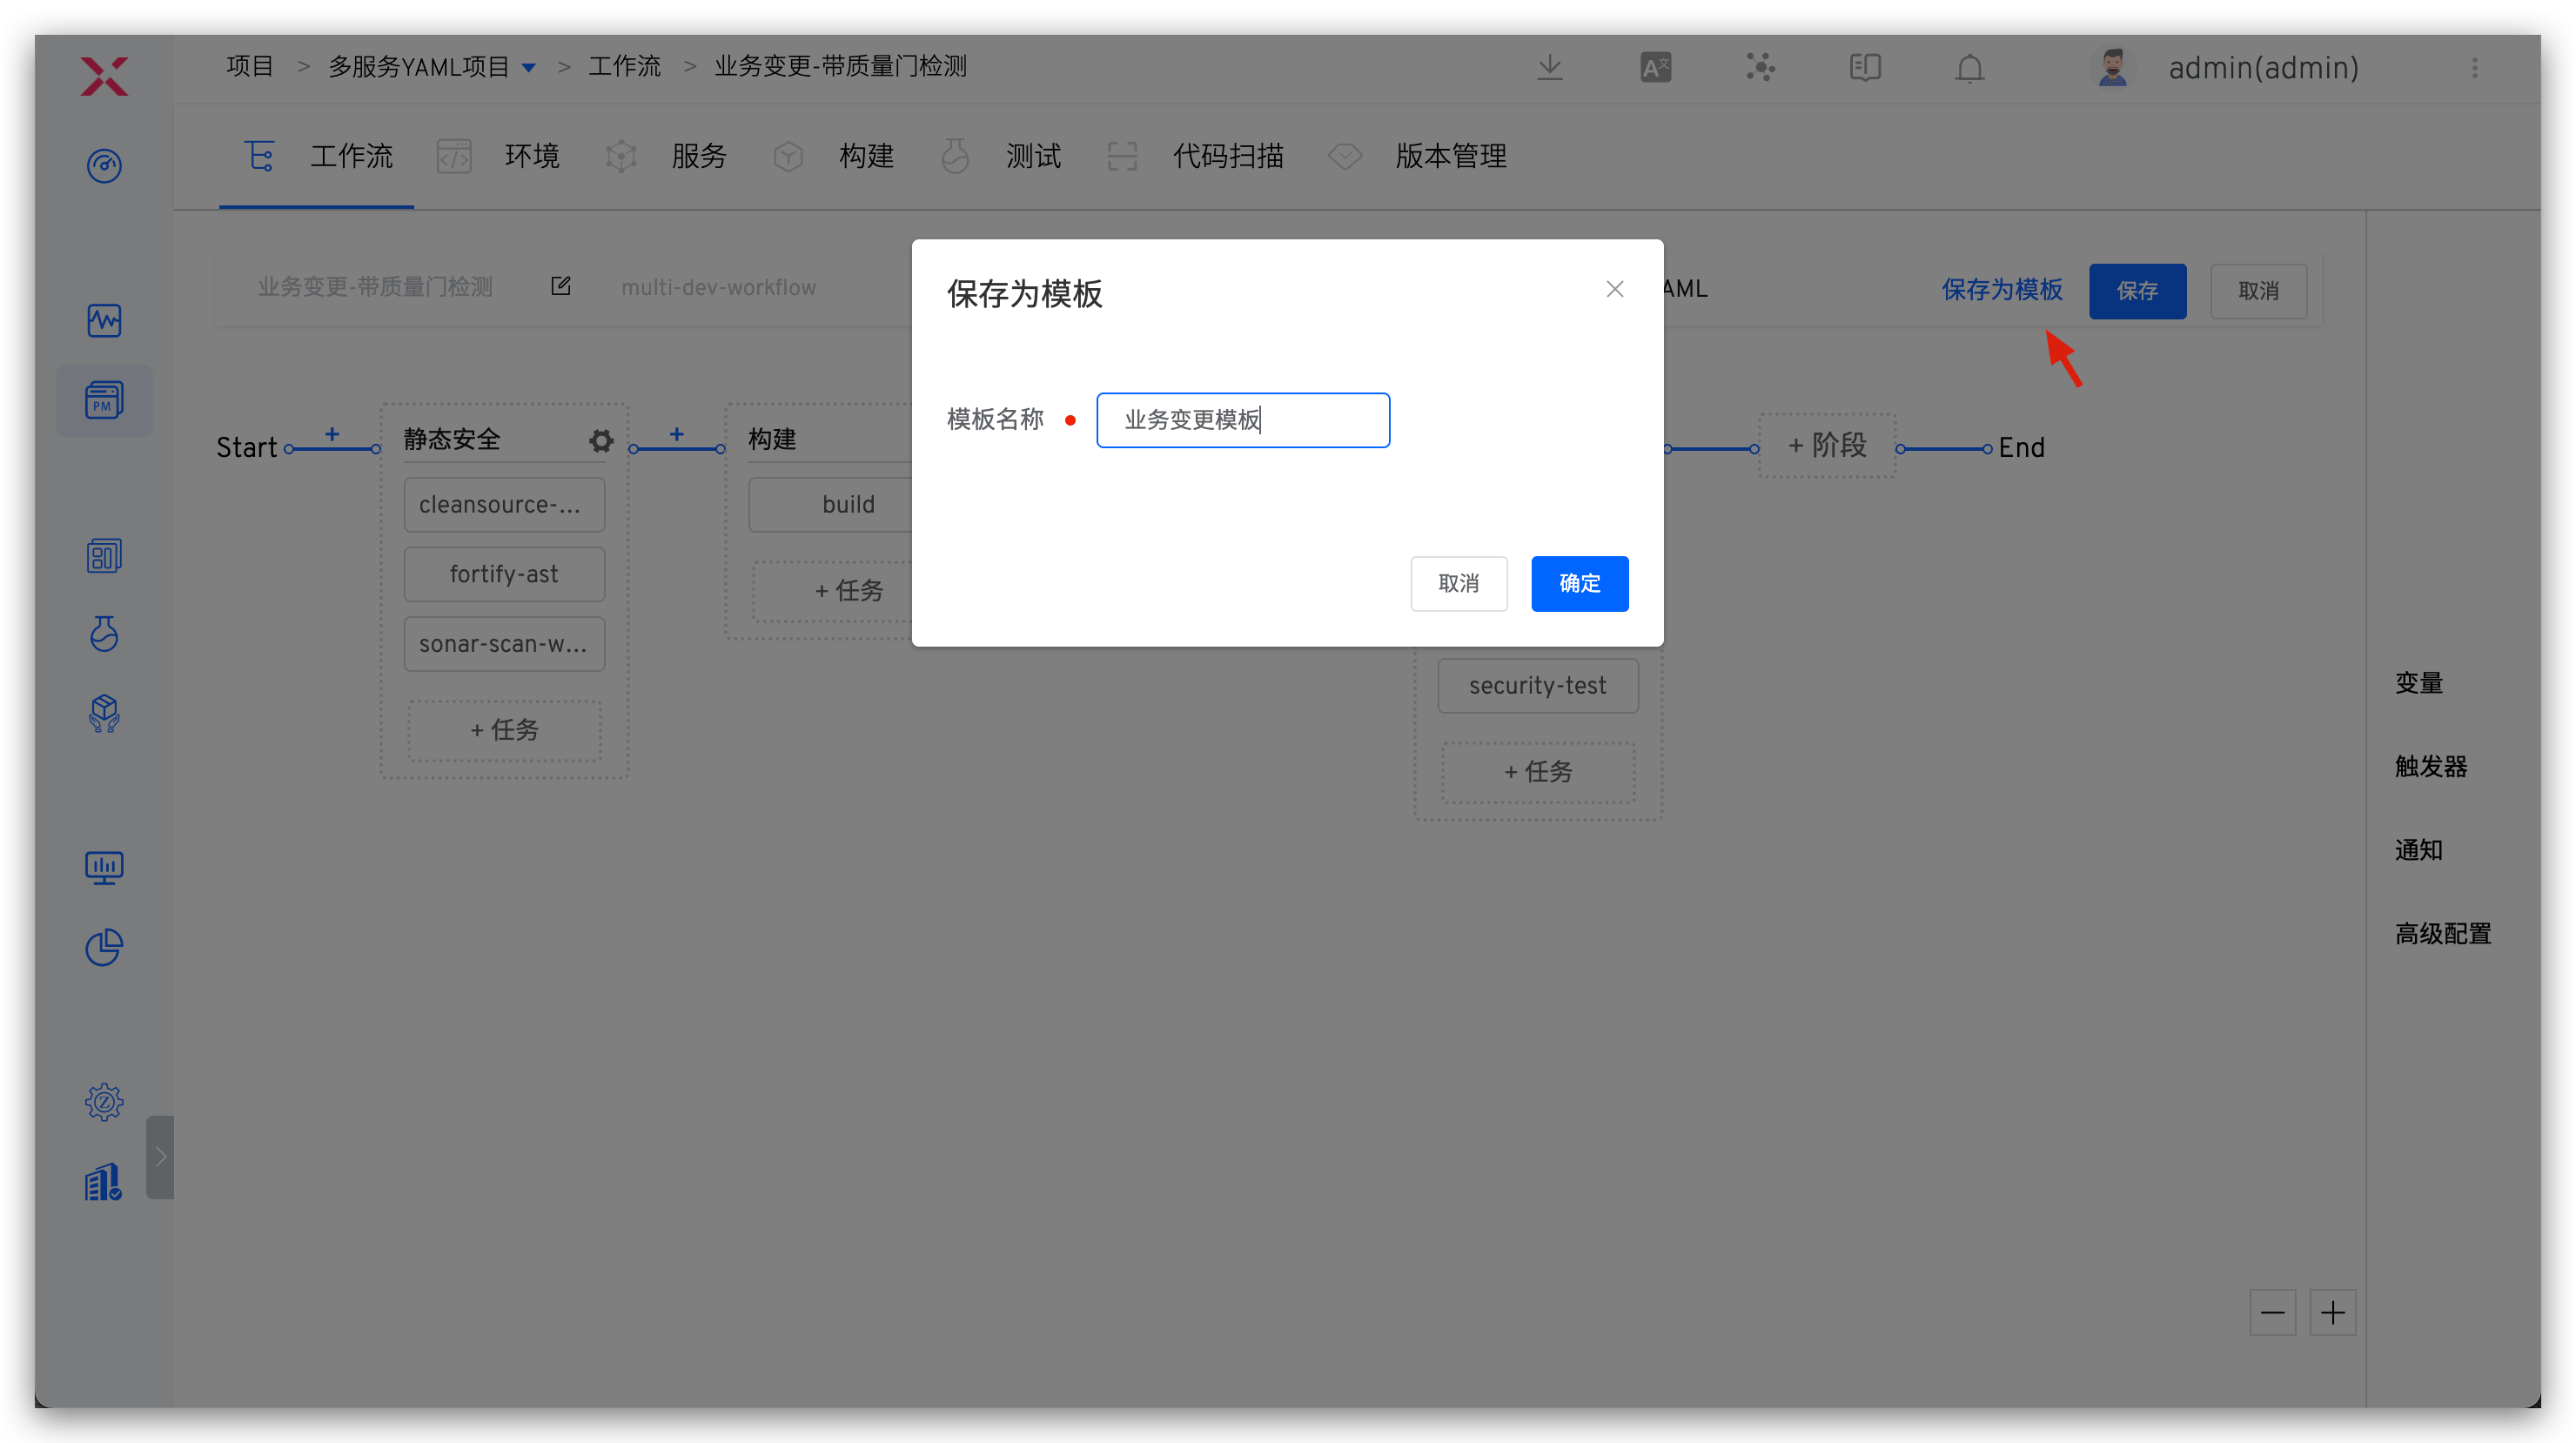 项目 > 多服务YAML项目 > 工作流 > 业务变更-带质量门检测
admin(admin)
工作流 环境 服务 构建 测试 代码扫描 版本管理
业务变更-带质量门检测 multi-dev-workflow
AML 保存为模板 保存 取消
保存为模板
模板名称 业务变更模板
取消 确定
Start + 静态安全 + 构建 + 阶段 End
cleansource-...
fortify-ast
sonar-scan-w...
+ 任务
build
+ 任务
security-test
+ 任务
变量
触发器
通知
高级配置
PM